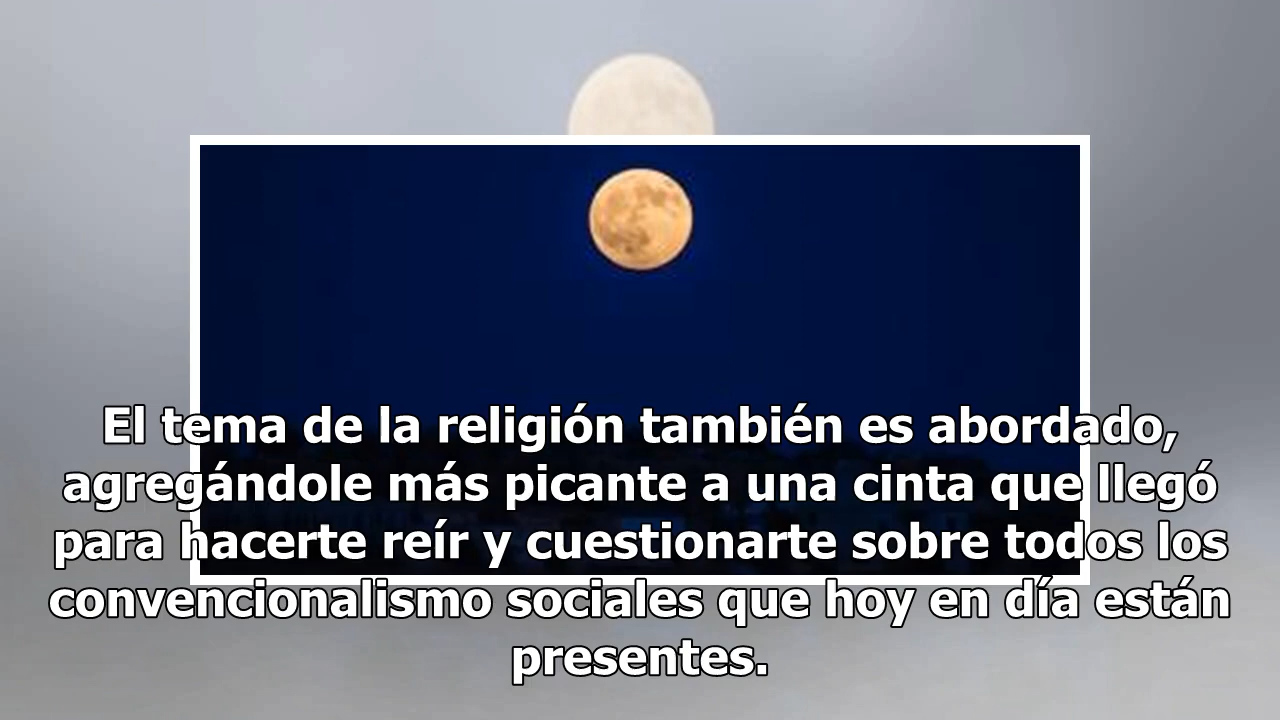 El tema de la religión también es abordado,
agregándole más picante a una cinta que llegó
para hacerte reír y cuestionarte sobre todos los
convencionalismo sociales que hoy en día están
presentes.